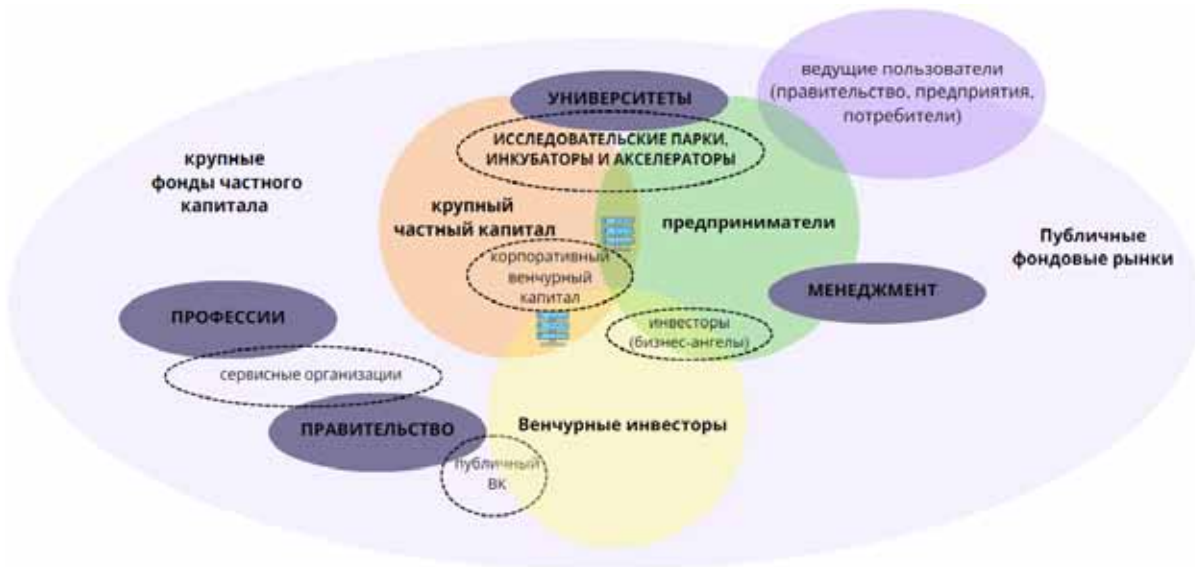 ведущие пользователи
(правительство, предприятия,
потребители)
УНИВЕРСИТЕТЫ
ИССЛЕДОВАТЕЛЬСКИЕ ПАРКИ,
ИНКУБАТОРЫ И АКСЕЛЕРАТОРЫ
крупные
фонды частного
капитала
крупный
частный капитал
предприниматели
Публичные
фондовые рынки
корпоративный
венчурный
капитал
МЕНЕДЖМЕНТ
ПРОФЕССИИ
инвесторы
(бизнес-ангелы)
сервисные организации
ПРАВИТЕЛЬСТВО
Венчурные инвесторы
публичный
ВК